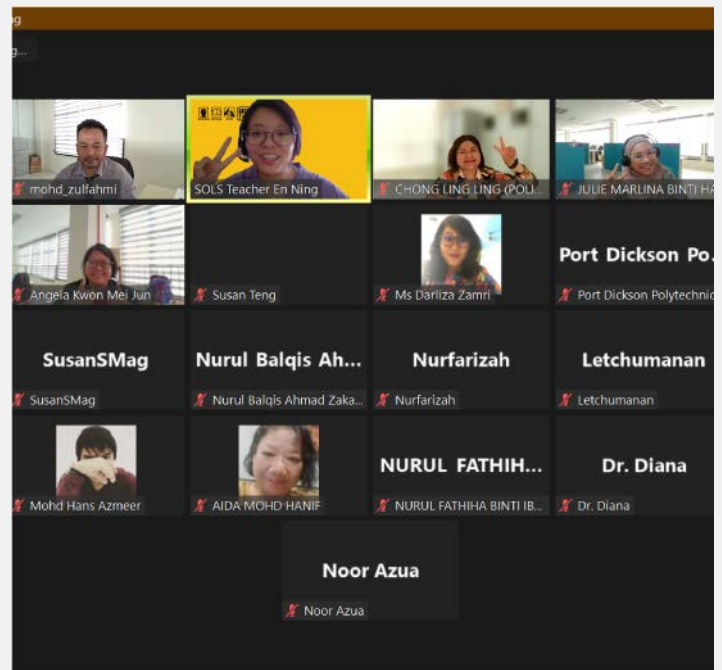 g
g...
mohd_zulfahmi
SOLS Teacher En Ning
CHONG LING LING (POLI...
JULIE MARLINA BINTI HA
Angela Kwon Mei Jun
Susan Teng
Ms Darliza Zamri
Port Dickson Po.
Port Dickson Polytechnic
SusanSMag
SusanSMag
Nurul Balqis Ah...
Nurul Balqis Ahmad Zaka...
Nurfarizah
Nurfarizah
Letchumanan
Letchumanan
Mohd Hans Azmeer
AIDA MOHD HANIF
NURUL FATHIH...
NURUL FATHIHA BINTI IB...
Dr. Diana
Dr. Diana
Noor Azua
Noor Azua